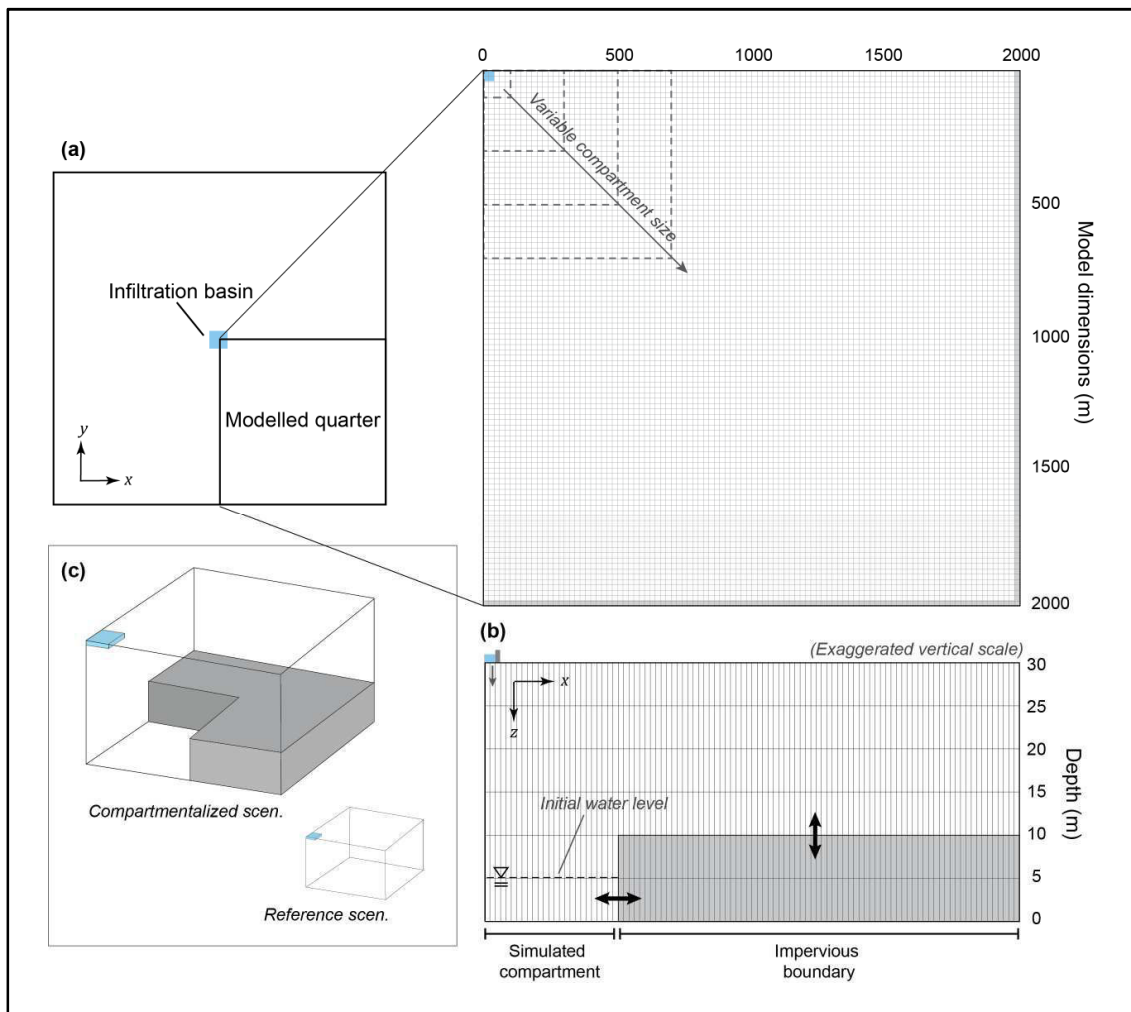 0
500
1000
1500
2000
(a)
Variable compartment size
500
1000
1500
2000
Model dimensions (m)
Infiltration basin
Modelled quarter
y
x
(c)
Compartmentalized scen.
Reference scen.
(b)
(Exaggerated vertical scale)
x
z
Initial water level
30
25
20
15
10
5
0
Depth (m)
Simulated
compartment
Impervious
boundary